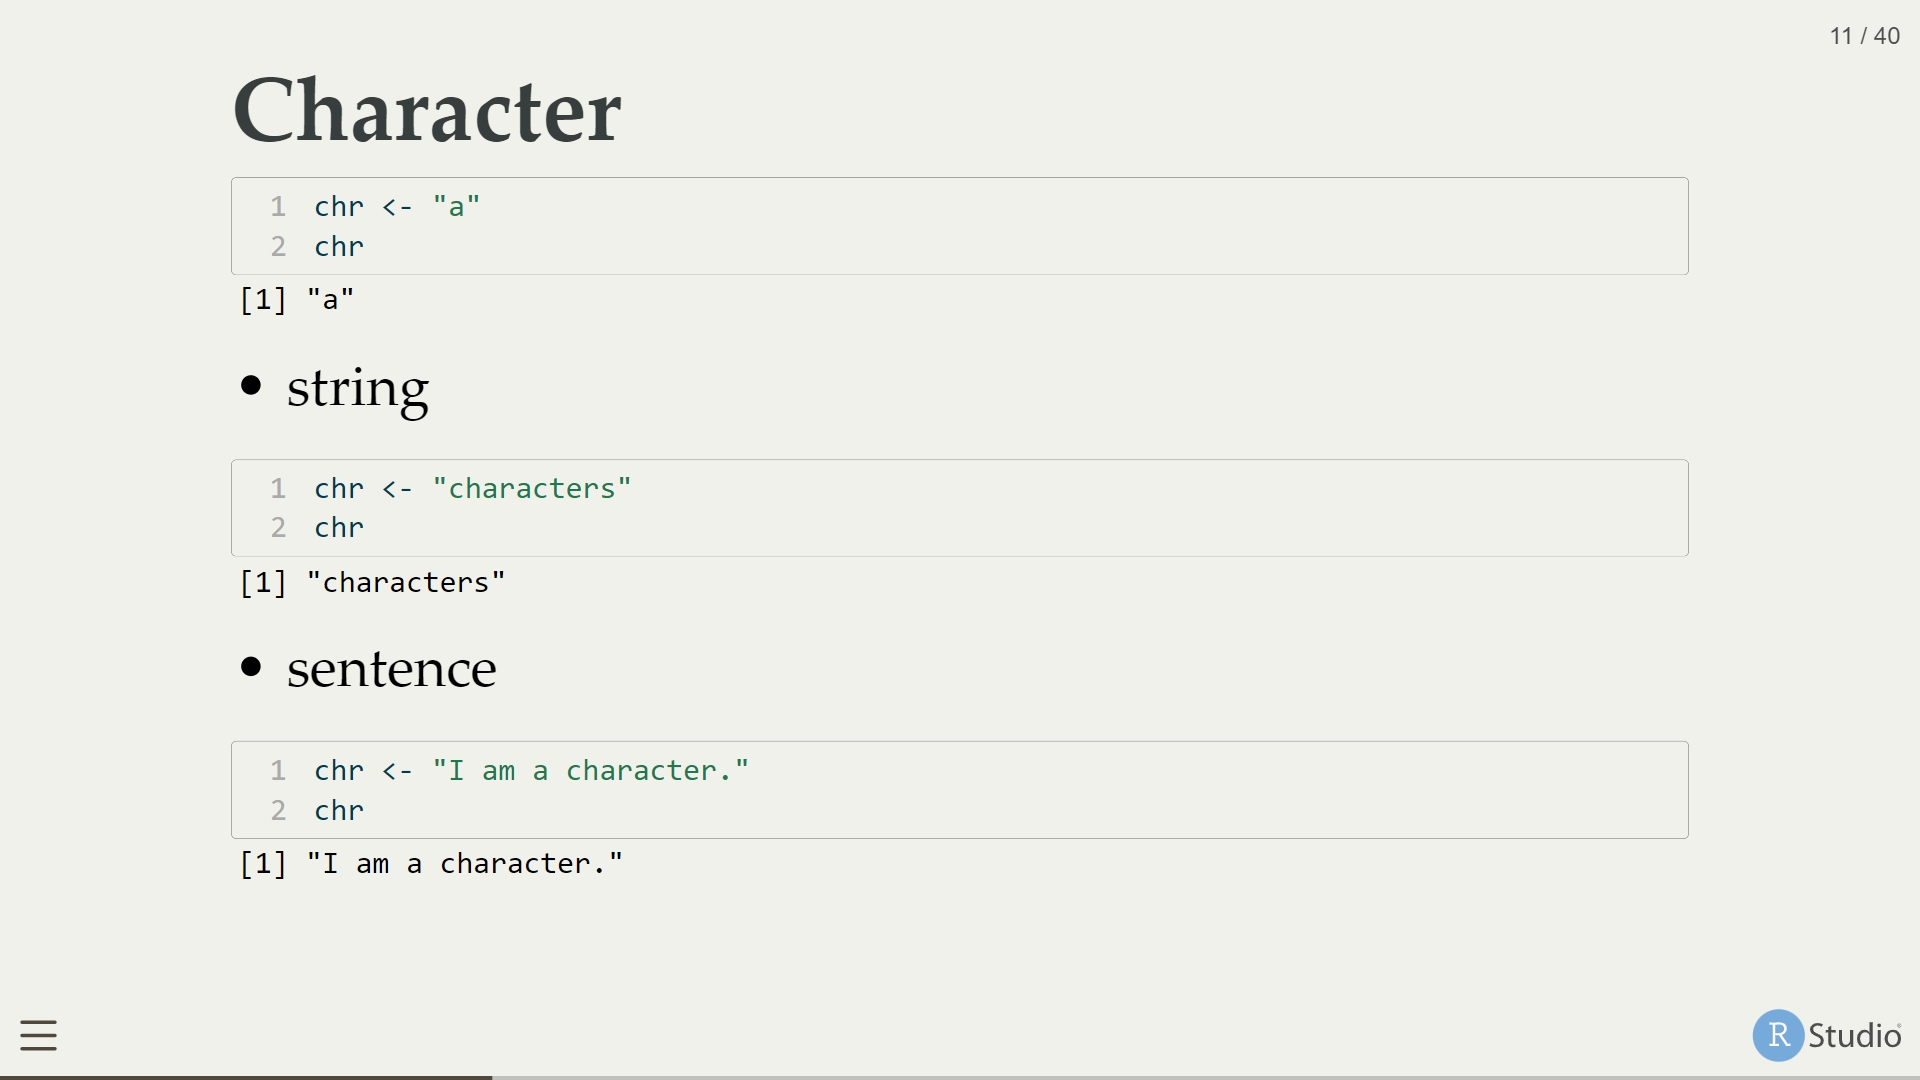 11 / 40
Character
1 chr <- "a"
2 chr
[1] "a"
• string
1 chr <- "characters"
2 chr
[1] "characters"
• sentence
1 chr <- "I am a character."
2 chr
[1] "I am a character."
R Studio®